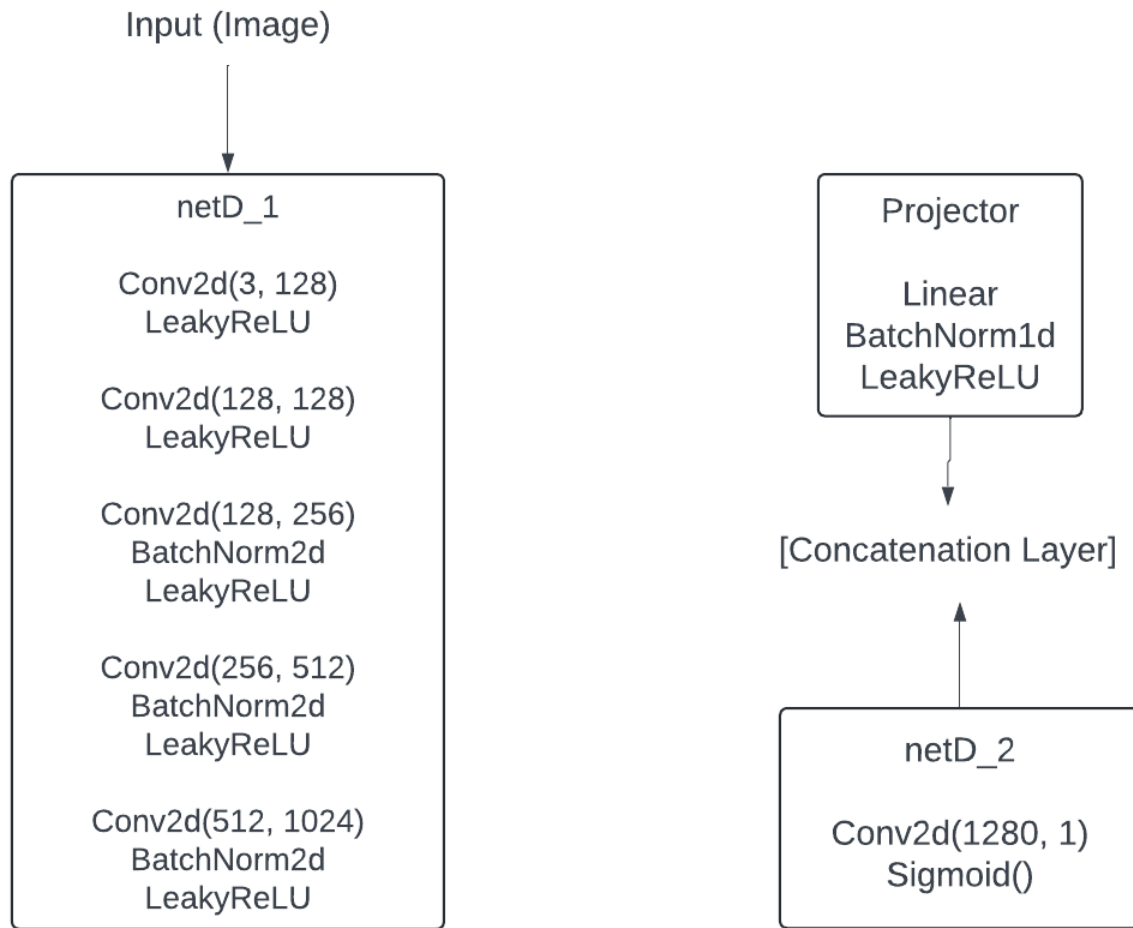 Input (Image)
netD_1
Conv2d(3, 128)
LeakyReLU
Conv2d(128, 128)
LeakyReLU
Conv2d(128, 256)
BatchNorm2d
LeakyReLU
Conv2d(256, 512)
BatchNorm2d
LeakyReLU
Conv2d(512, 1024)
BatchNorm2d
LeakyReLU
Projector
Linear
BatchNorm1d
LeakyReLU
[Concatenation Layer]
netD_2
Conv2d(1280, 1)
Sigmoid()